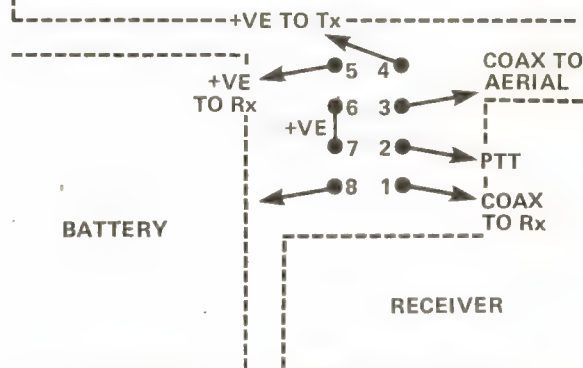 +VE TO Tx
5 4
COAX TO
AERIAL
+VE
TO Rx
6 3
+VE
7 2
PTT
8 1
COAX
TO Rx
BATTERY
RECEIVER